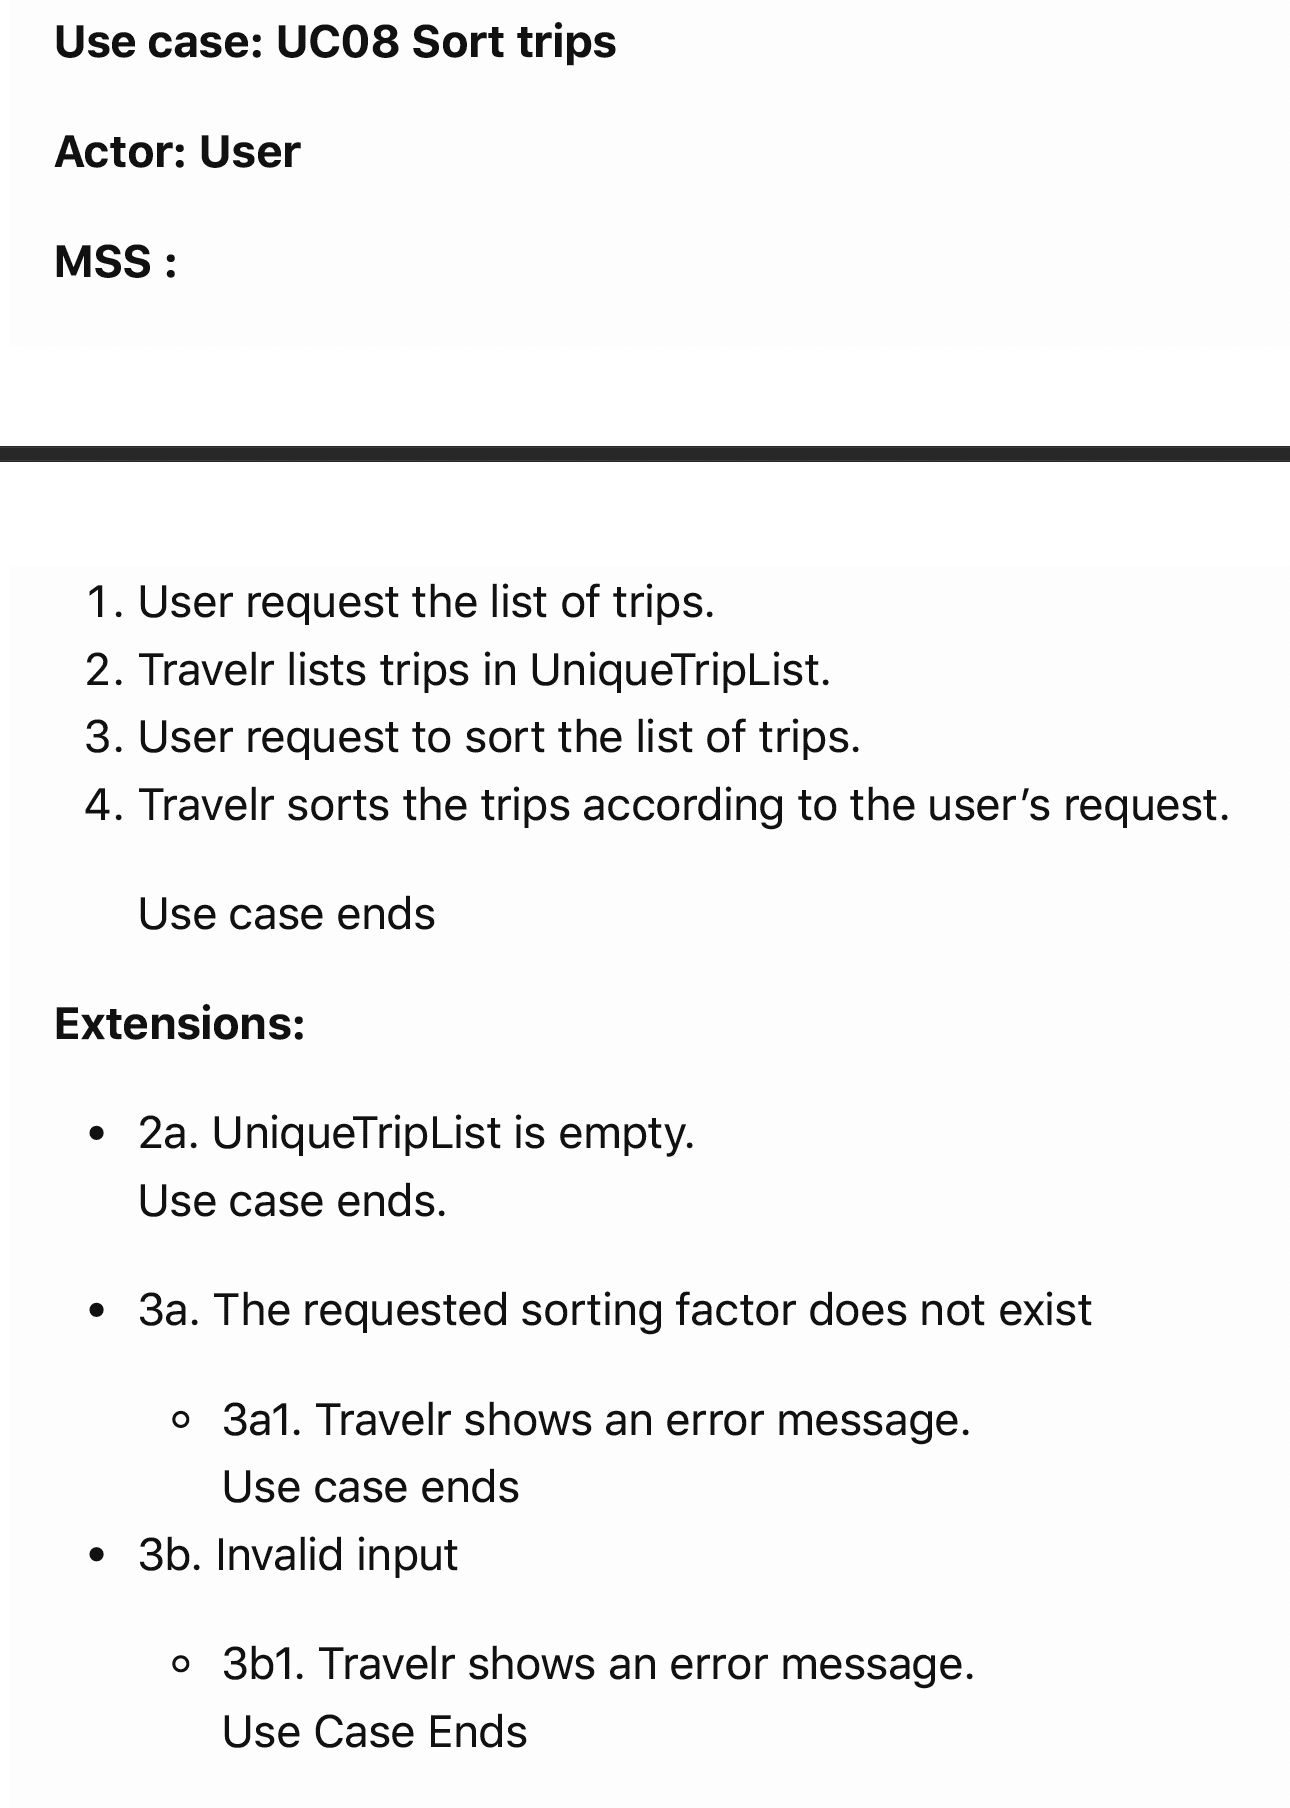 Use case: UC08 Sort trips
Actor: User
MSS :
1. User request the list of trips.
2. Travelr lists trips in UniqueTripList.
3. User request to sort the list of trips.
4. Travelr sorts the trips according to the user’s request.
Use case ends
Extensions:
• 2a. UniqueTripList is empty.
Use case ends.
• 3a. The requested sorting factor does not exist
◦ 3a1. Travelr shows an error message.
Use case ends
• 3b. Invalid input
◦ 3b1. Travelr shows an error message.
Use Case Ends